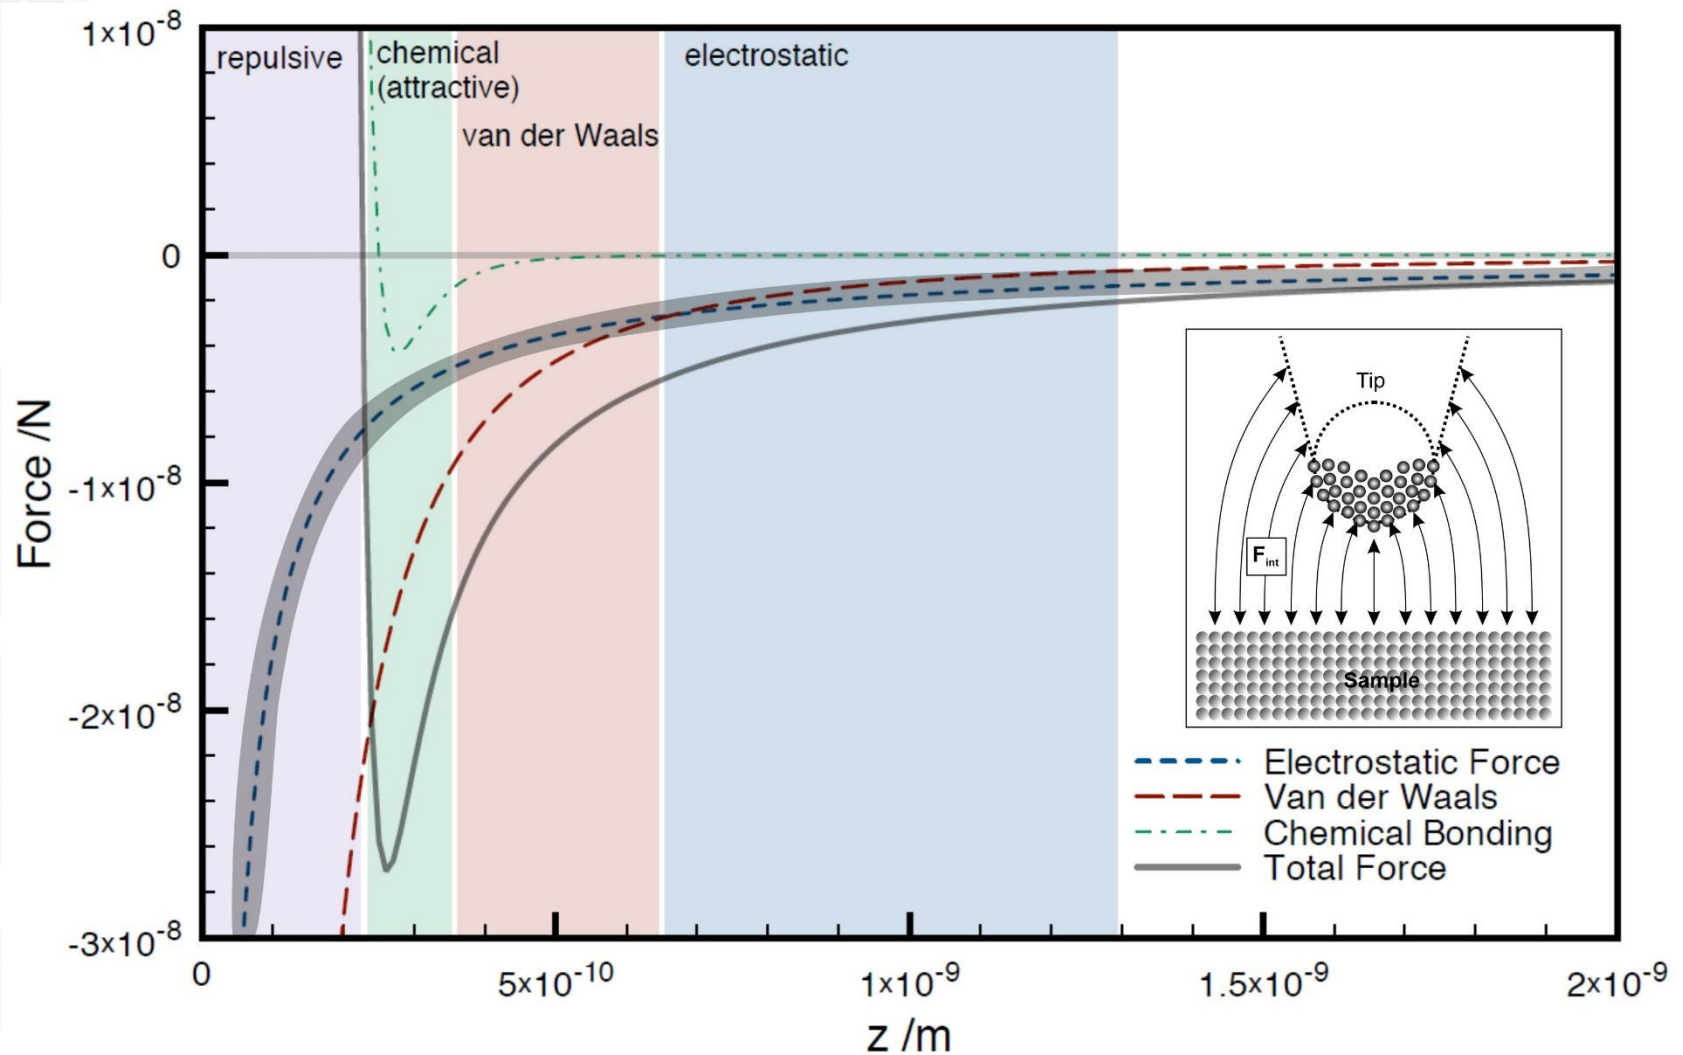 1x10⁻⁸
repulsive
chemical
(attractive)
van der Waals
electrostatic
0
-1x10⁻⁸
-2x10⁻⁸
-3x10⁻⁸
Force /N
Tip
F_int
Sample
Electrostatic Force
Van der Waals
Chemical Bonding
Total Force
0
5x10⁻¹⁰
1x10⁻⁹
1.5x10⁻⁹
2x10⁻⁹
z /m